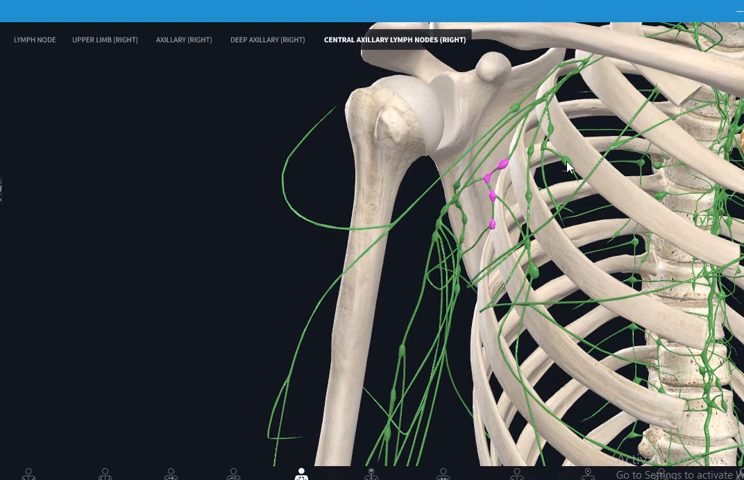 LYMPH NODE UPPER LIMB (RIGHT) AXILLARY (RIGHT) DEEP AXILLARY (RIGHT) CENTRAL AXILLARY LYMPH NODES (RIGHT)
Go to Settings to activate W